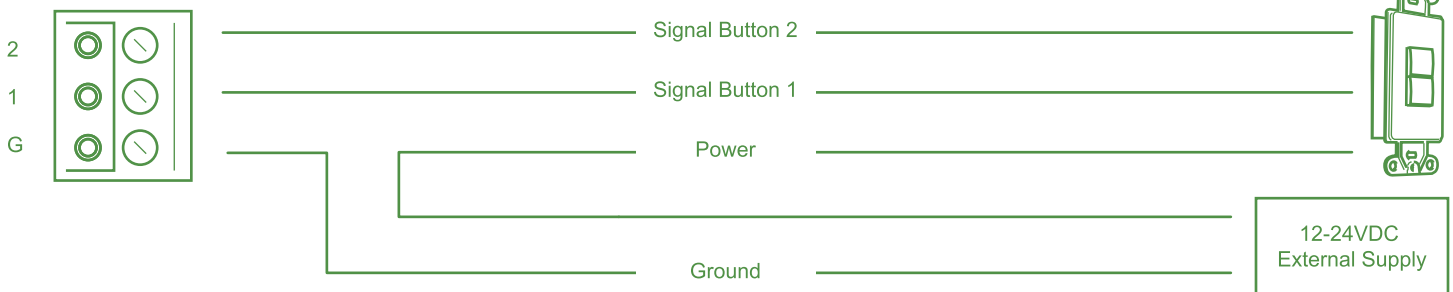 2
Signal Button 2
1
Signal Button 1
G
Power
12-24VDC
External Supply
Ground